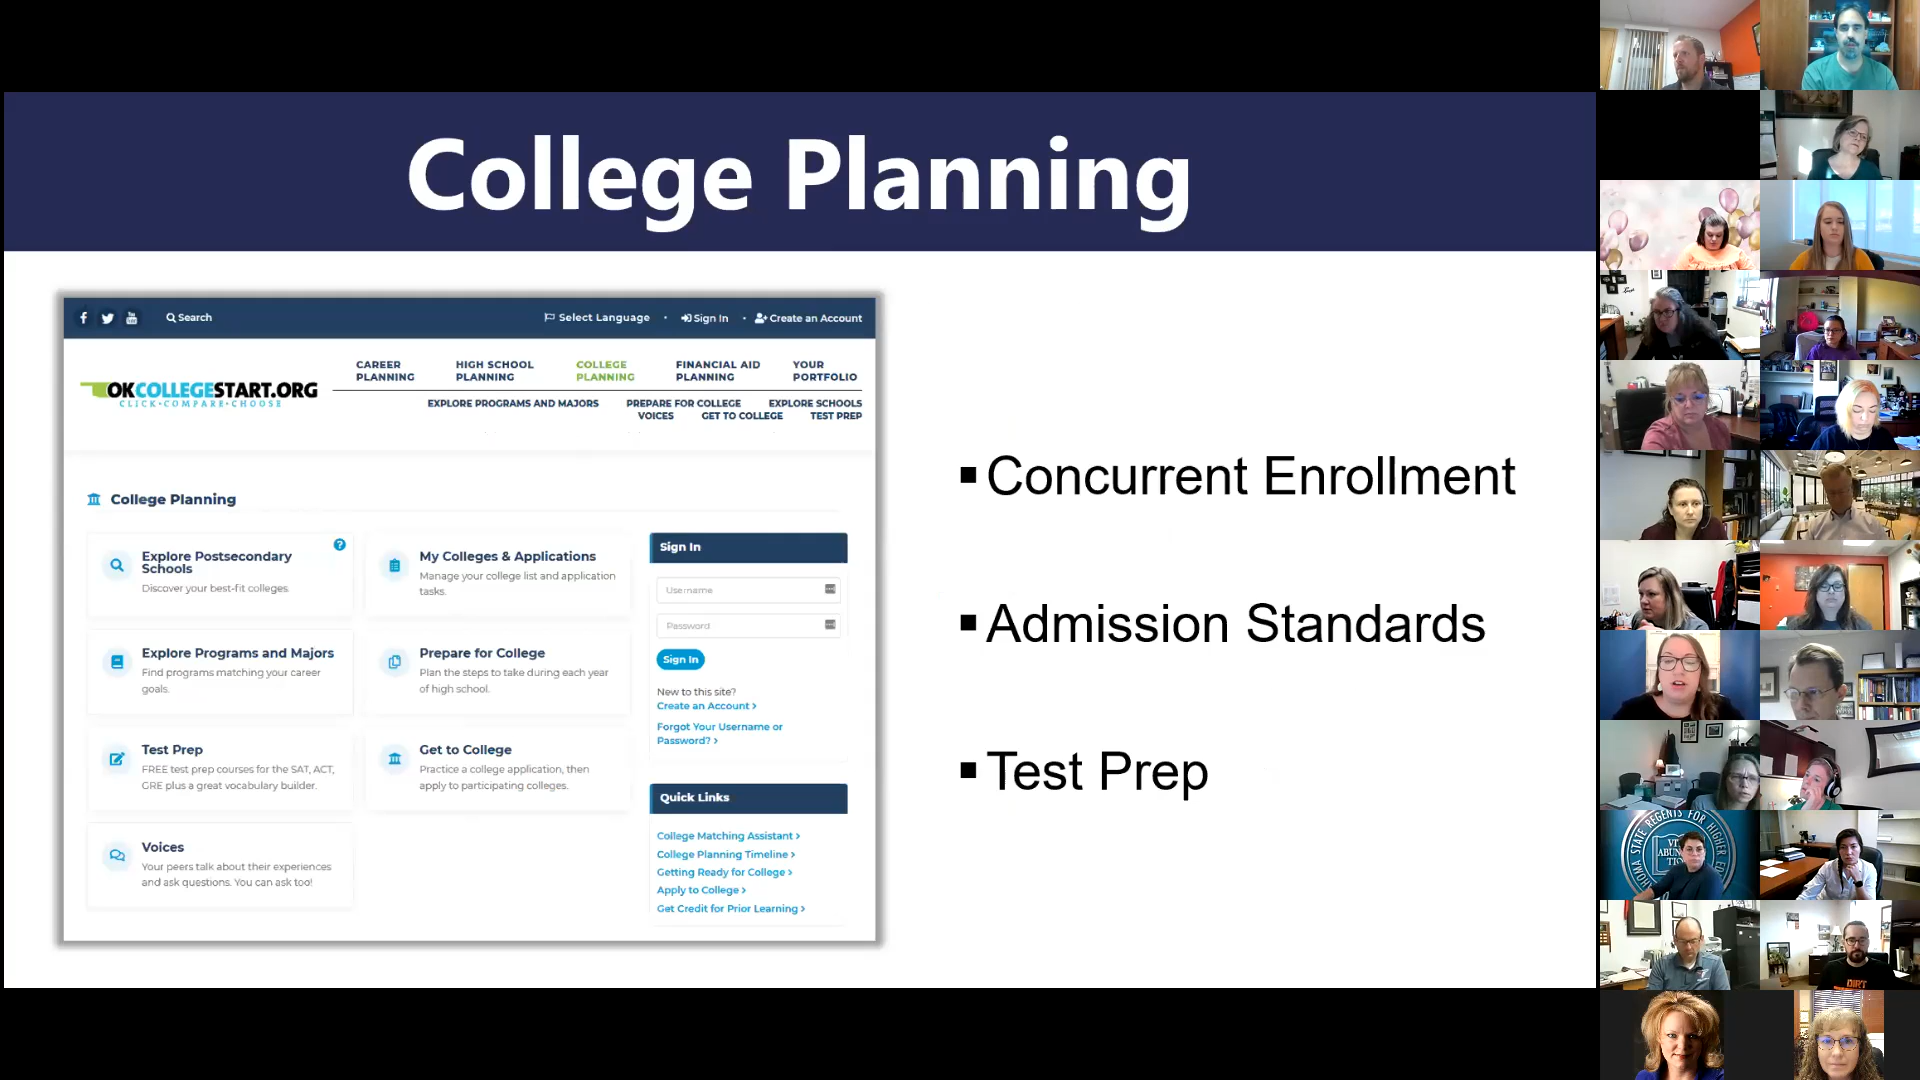 College Planning
Search
Select Language
Sign In
Create an Account
OKCOLLEGESTART.ORG
CLICK•COMPARE•CHOOSE
CAREER PLANNING
HIGH SCHOOL PLANNING
COLLEGE PLANNING
FINANCIAL AID PLANNING
YOUR PORTFOLIO
EXPLORE PROGRAMS AND MAJORS
PREPARE FOR COLLEGE
EXPLORE SCHOOLS
VOICES
GET TO COLLEGE
TEST PREP
College Planning
Explore Postsecondary
Schools
Discover your best-fit colleges.
My Colleges & Applications
Manage your college list and application
tasks.
Explore Programs and Majors
Find programs matching your career
goals.
Prepare for College
Plan the steps to take during each year
of high school.
Test Prep
FREE test prep courses for the SAT, ACT,
GRE plus a great vocabulary builder.
Get to College
Practice a college application, then
apply to participating colleges.
Voices
Your peers talk about their experiences
and ask questions. You can ask too!
Sign In
Username
Password
Sign In
New to this site?
Create an Account >
Forgot Your Username or
Password? >
Quick Links
College Matching Assistant >
College Planning Timeline >
Getting Ready for College >
Apply to College >
Get Credit for Prior Learning >
▪ Concurrent Enrollment
▪ Admission Standards
▪ Test Prep
STATE REGENTS FOR HIGHER
DIRT